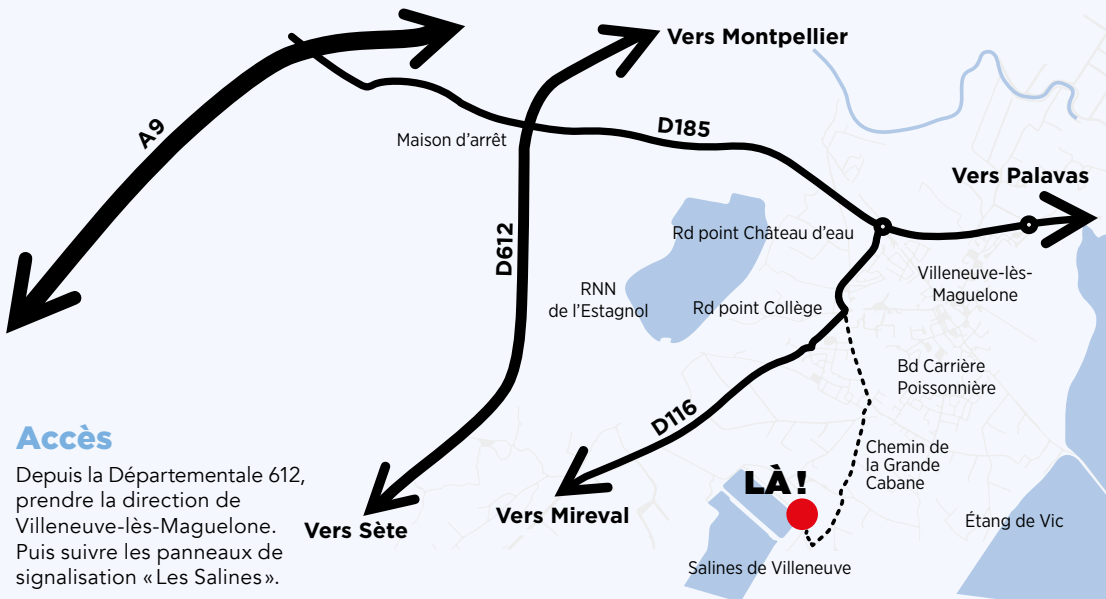 Vers Montpellier
A9
Maison d'arrêt
D185
Vers Palavas
D612
Rd point Château d'eau
Villeneuve-lès-
Maguelone
RNN
de l'Estagnol
Rd point Collège
Bd Carrière
Poissonnière
D116
Accès
Depuis la Départementale 612,
prendre la direction de
Villeneuve-lès-Maguelone.
Puis suivre les panneaux de
signalisation « Les Salines ».
Vers Sète
Vers Mireval
Chemin de
la Grande
Cabane
LÀ !
Étang de Vic
Salines de Villeneuve